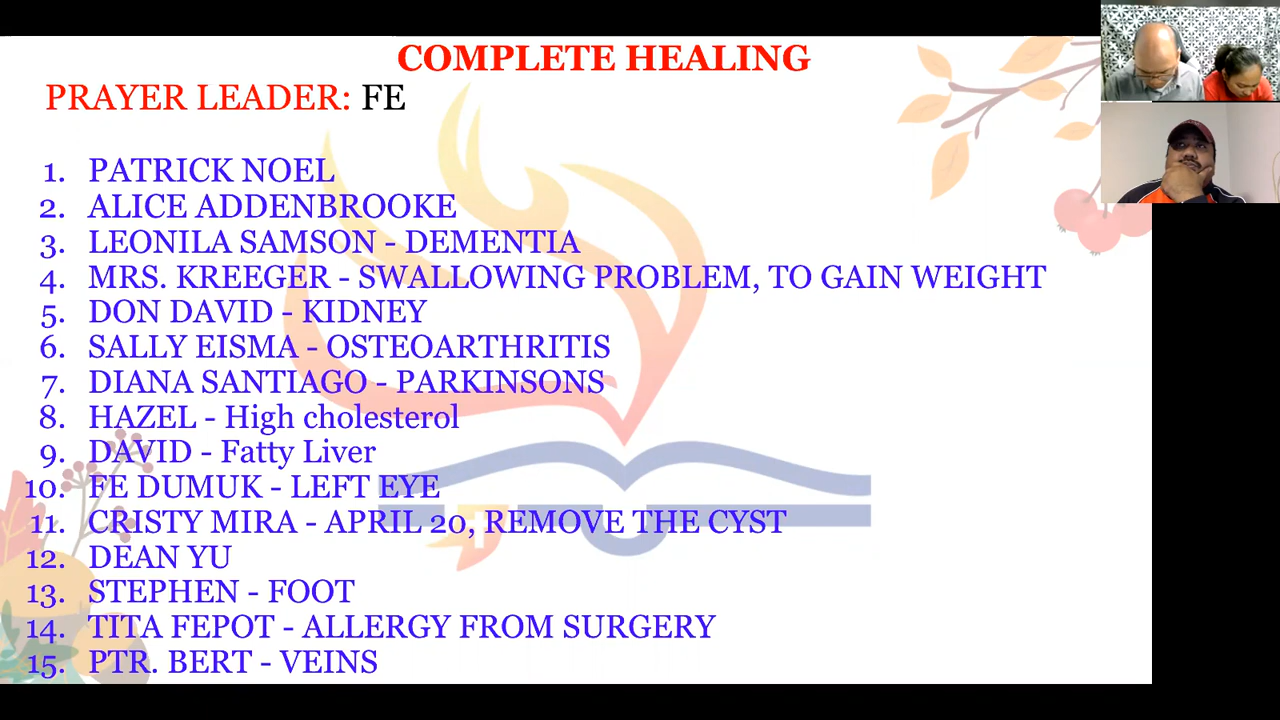 COMPLETE HEALING
PRAYER LEADER: FE
1. PATRICK NOEL
2. ALICE ADDENBROOKE
3. LEONILA SAMSON - DEMENTIA
4. MRS. KREEGER - SWALLOWING PROBLEM, TO GAIN WEIGHT
5. DON DAVID - KIDNEY
6. SALLY EISMA - OSTEOARTHRITIS
7. DIANA SANTIAGO - PARKINSONS
8. HAZEL - High cholesterol
9. DAVID - Fatty Liver
10. FE DUMUK - LEFT EYE
11. CRISTY MIRA - APRIL 20, REMOVE THE CYST
12. DEAN YU
13. STEPHEN - FOOT
14. TITA FEPOT - ALLERGY FROM SURGERY
15. PTR. BERT - VEINS